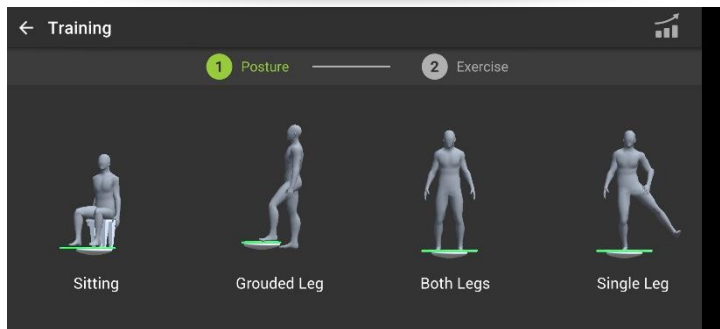 Training
1 Posture 2 Exercise
Sitting Grouded Leg Both Legs Single Leg